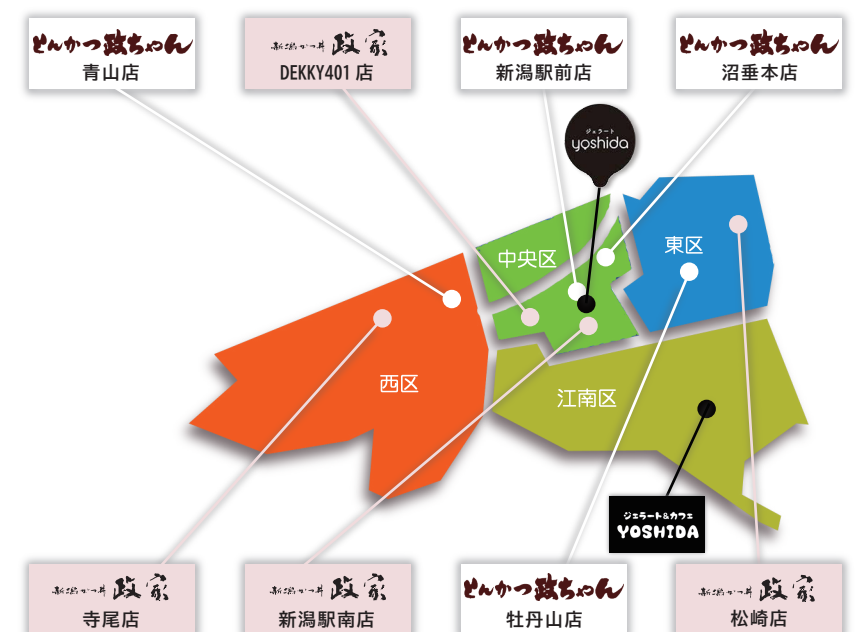 とんかつ政ちゃん
青山店
新潟かつ丼 政家
DEKKY401 店
とんかつ政ちゃん
新潟駅前店
とんかつ政ちゃん
沼垂本店
ジェラート
yoshida
中央区
東区
西区
江南区
ジェラート&カフェ
YOSHIDA
新潟かつ丼 政家
寺尾店
新潟かつ丼 政家
新潟駅南店
とんかつ政ちゃん
牡丹山店
新潟かつ丼 政家
松崎店